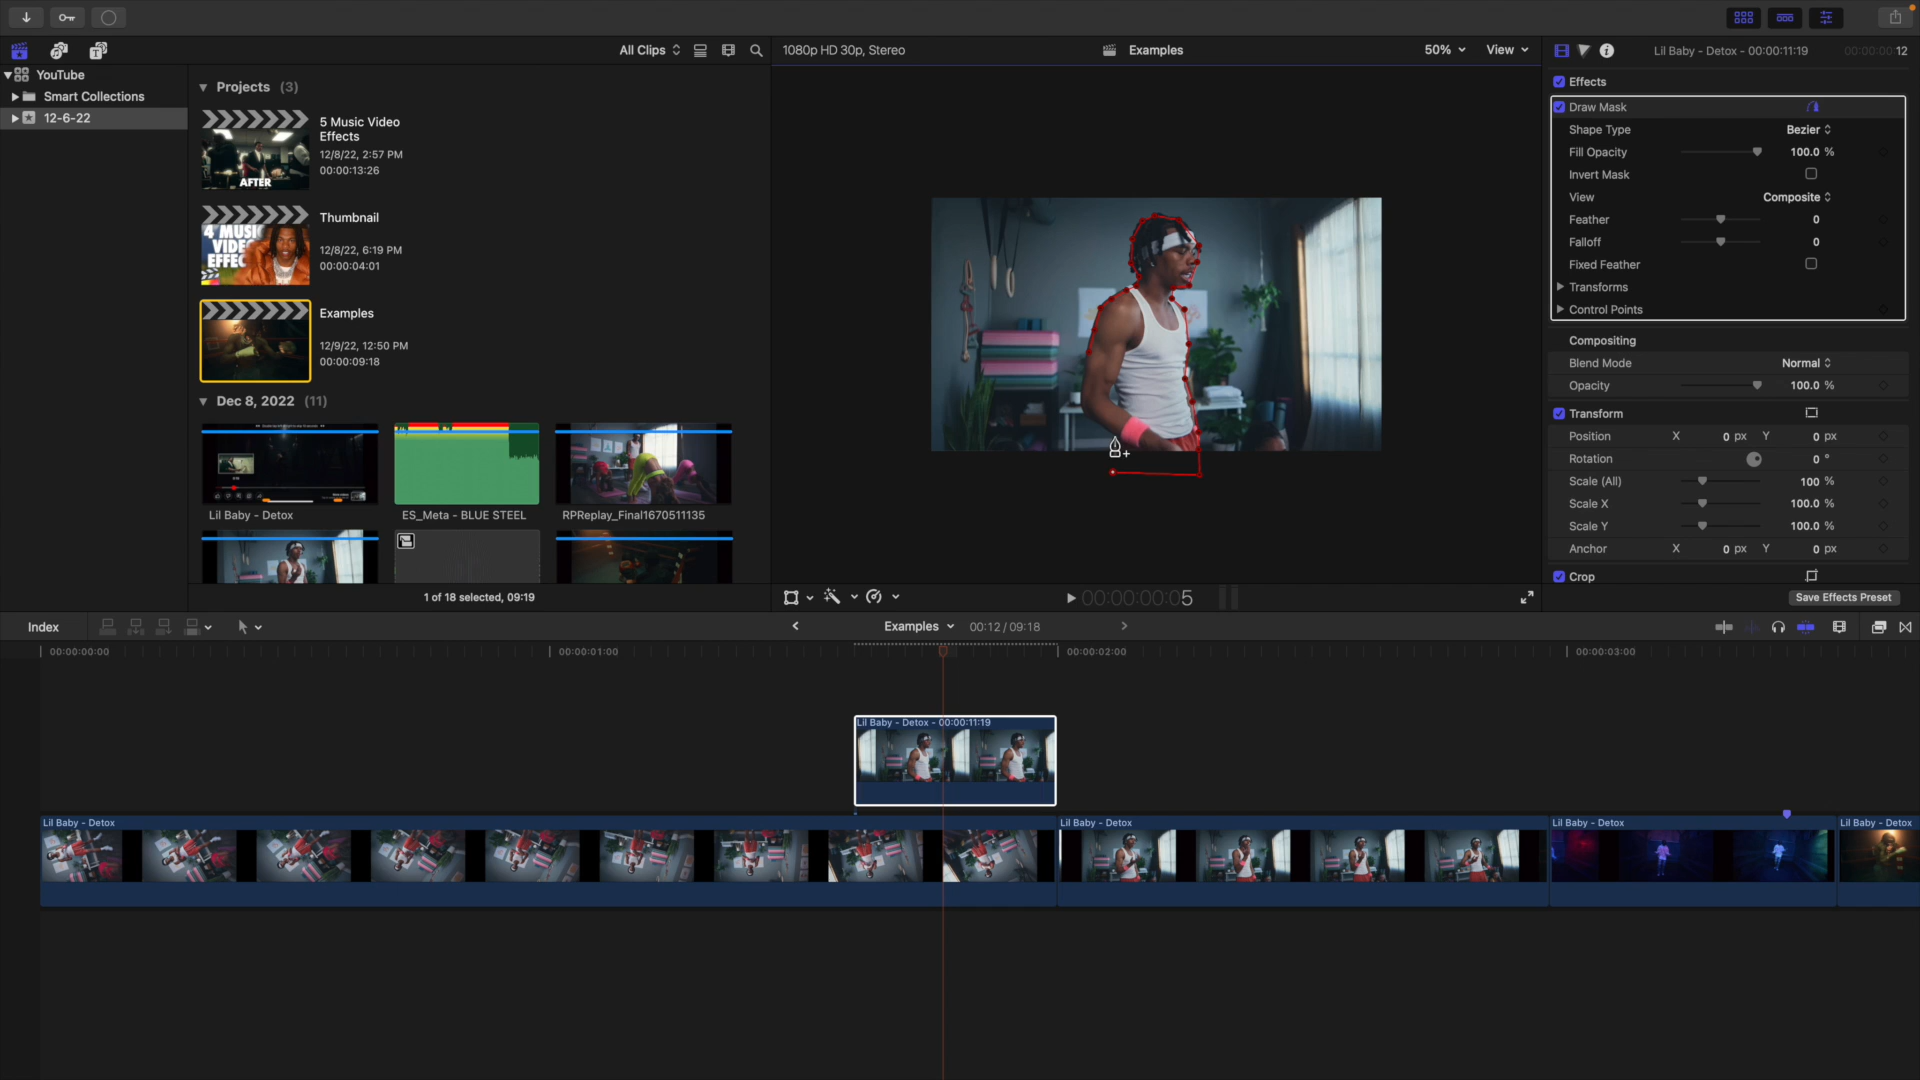 All Clips
1080p HD 30p, Stereo
Examples
50%
View
Lil Baby - Detox - 00:00:11:19
00:00:00:12
YouTube
Smart Collections
12-6-22
Projects (3)
5 Music Video
Effects
12/8/22, 2:57 PM
00:00:13:26
AFTER
Thumbnail
12/8/22, 6:19 PM
00:00:04:01
4 MUSIC
VIDEO
EFFEC
Examples
12/9/22, 12:50 PM
00:00:09:18
Dec 8, 2022 (11)
Lil Baby - Detox
ES_Meta - BLUE STEEL
RPReplay_Final1670511135
1 of 18 selected, 09:19
00:00:00:05
Effects
Draw Mask
Shape Type Bezier
Fill Opacity 100.0 %
Invert Mask
View Composite
Feather 0
Falloff 0
Fixed Feather
Transforms
Control Points
Compositing
Blend Mode Normal
Opacity 100.0 %
Transform
Position X 0 px Y 0 px
Rotation 0 °
Scale (All) 100 %
Scale X 100.0 %
Scale Y 100.0 %
Anchor X 0 px Y 0 px
Crop
Save Effects Preset
Index
Examples
00:12 / 09:18
00:00:00:00
00:00:01:00
00:00:02:00
00:00:03:00
Lil Baby - Detox - 00:00:11:19
Lil Baby - Detox
Lil Baby - Detox
Lil Baby - Detox
Lil Baby - Detox